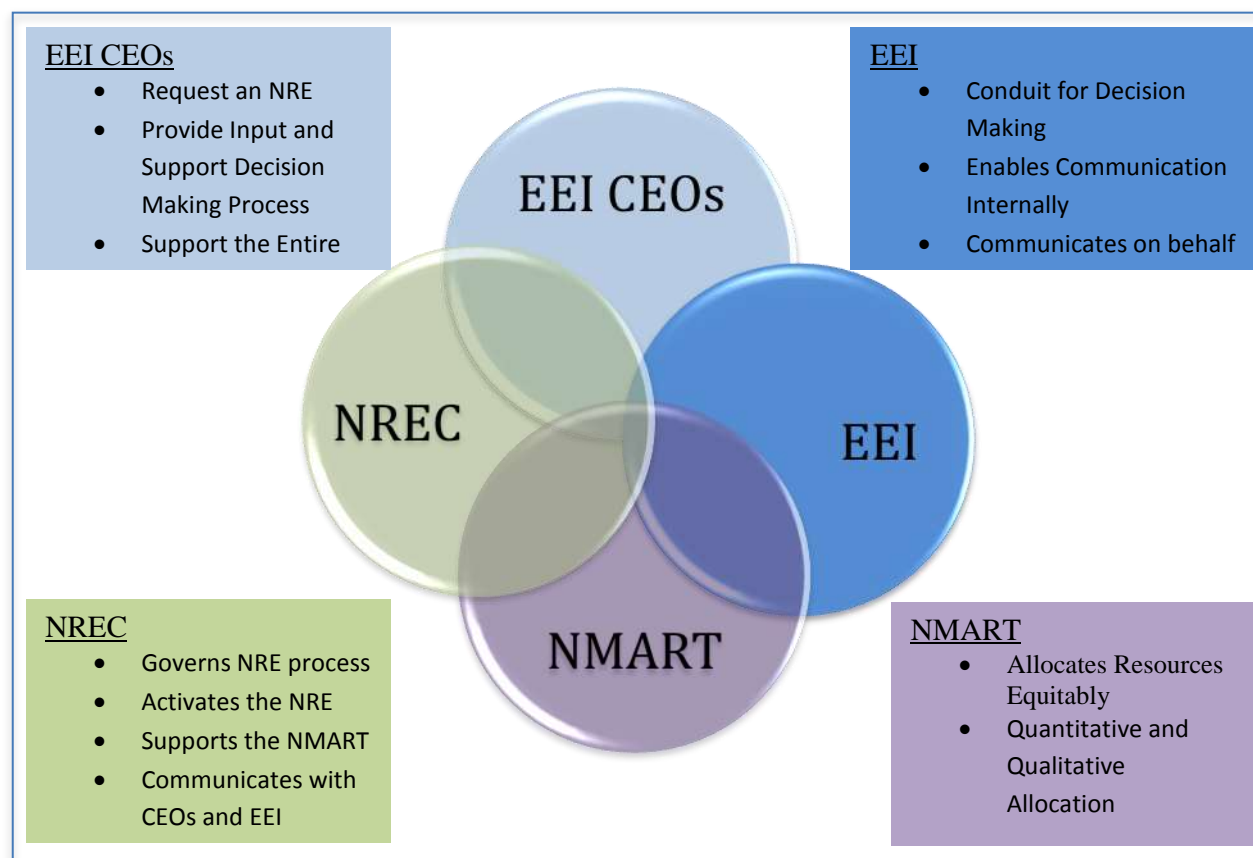 EEI CEOs
• Request an NRE
• Provide Input and
Support Decision
Making Process
• Support the Entire
EEI
• Conduit for Decision
Making
• Enables Communication
Internally
• Communicates on behalf
EEI CEOs
NREC
EEI
NMART
NREC
• Governs NRE process
• Activates the NRE
• Supports the NMART
• Communicates with
CEOs and EEI
NMART
• Allocates Resources
Equitably
• Quantitative and
Qualitative
Allocation